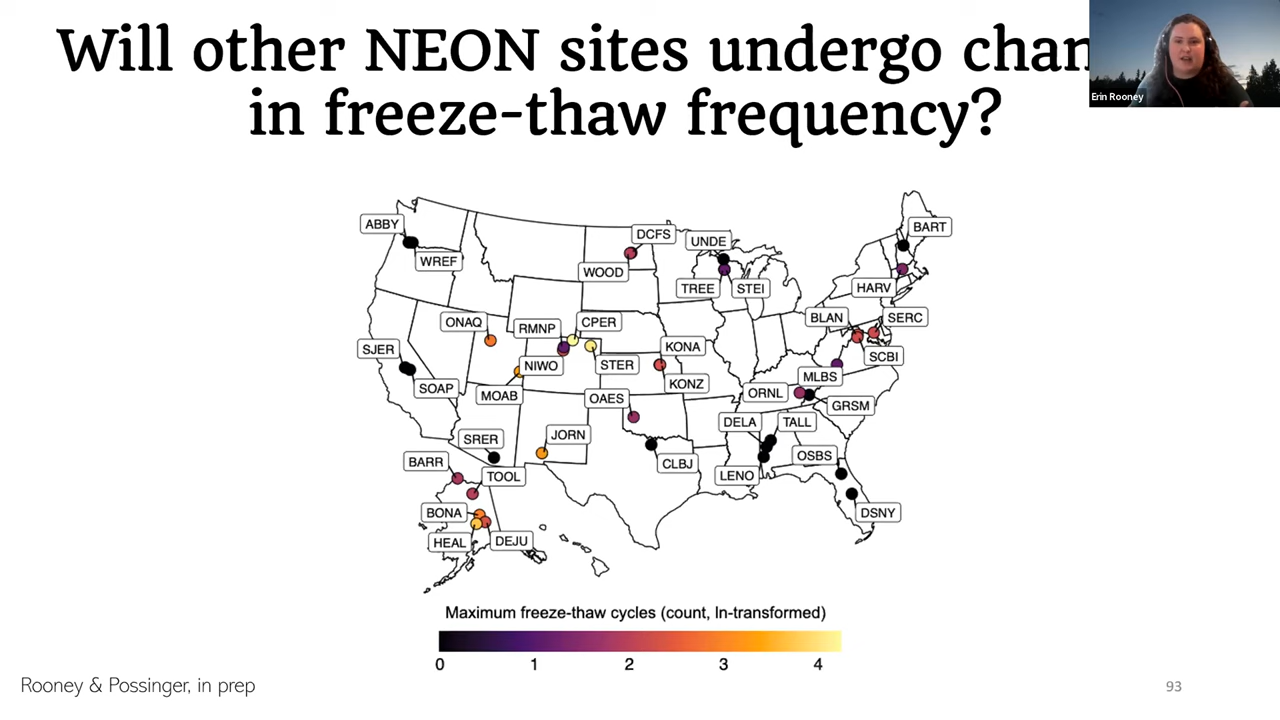 Will other NEON sites undergo chan
in freeze-thaw frequency?
Erin Rooney
ABBY
WREF
DCFS
WOOD
UNDE
TREE
STEI
BART
HARV
ONAQ
RMNP
CPER
NIWO
STER
MOAB
KONA
KONZ
BLAN
SERC
SCBI
SJER
SOAP
MLBS
ORNL
GRSM
OAES
CLBJ
DELA
TALL
LENO
OSBS
DSNY
SRER
JORN
BARR
TOOL
BONA
HEAL
DEJU
Maximum freeze-thaw cycles (count, ln-transformed)
0 1 2 3 4
Rooney & Possinger, in prep
93